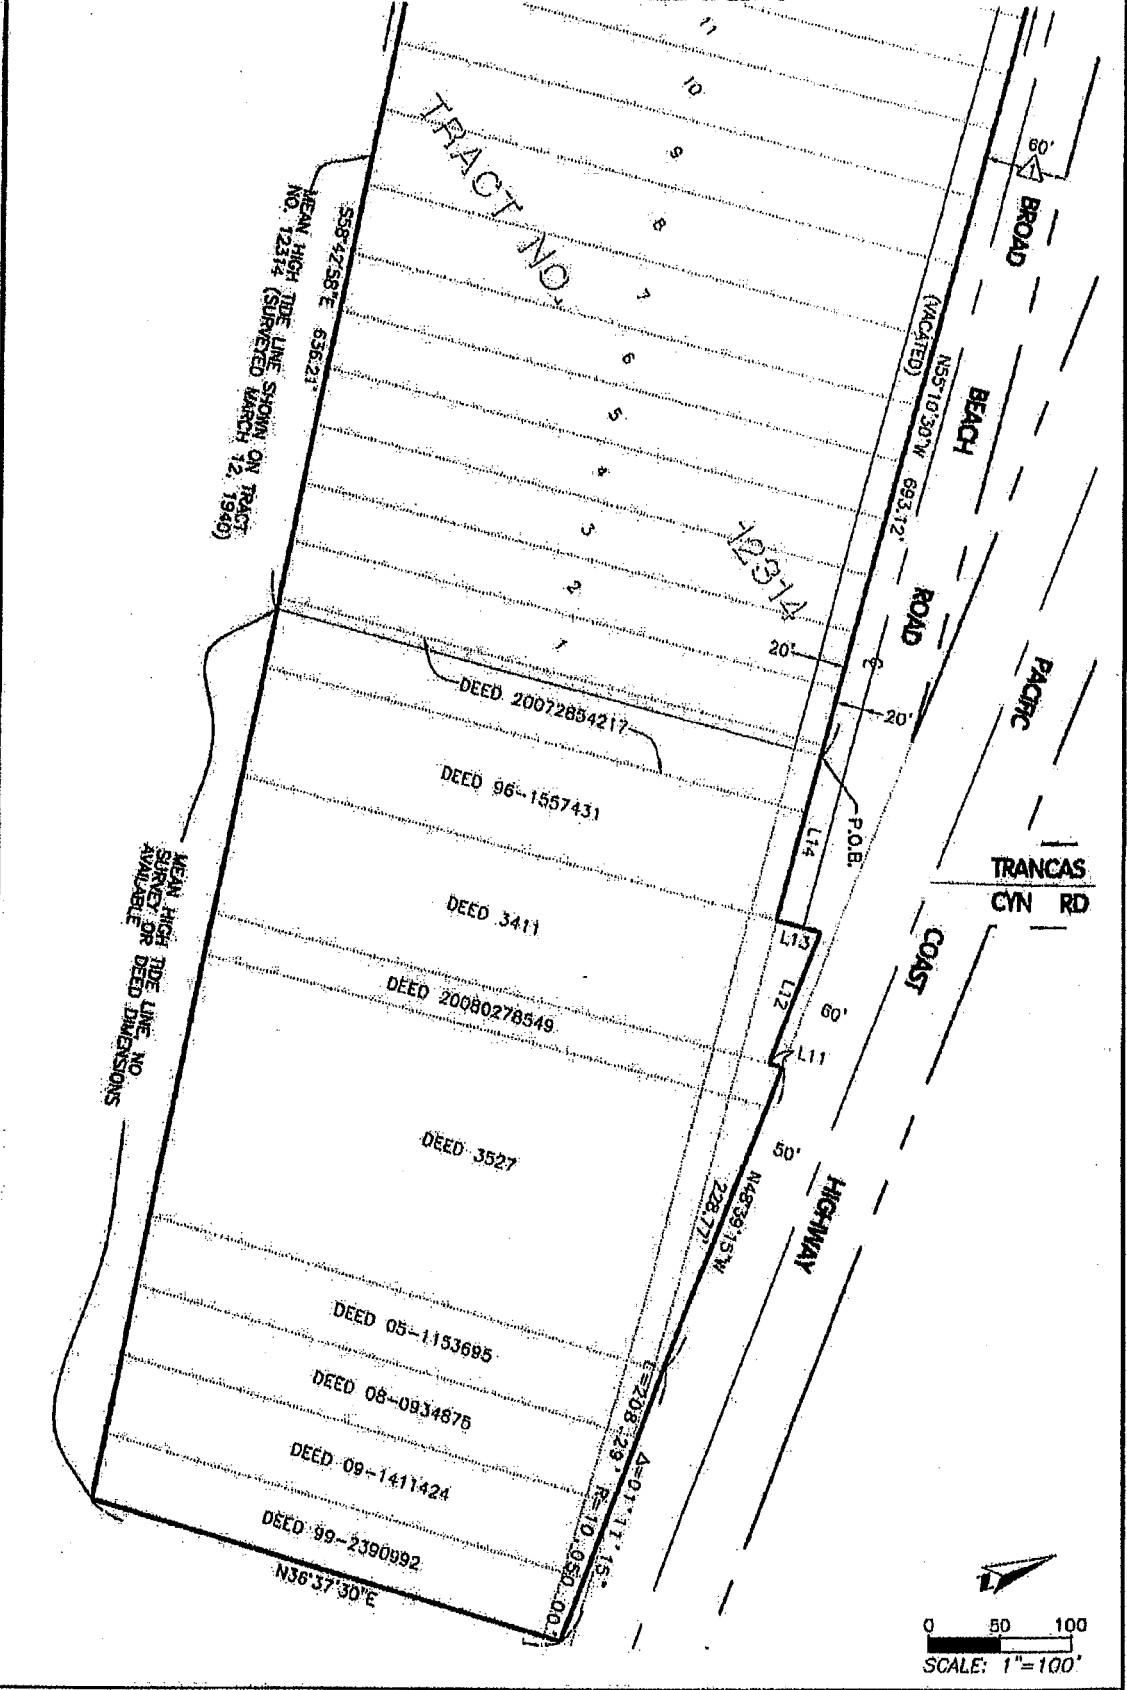 11
10
9
8
7
6
5
4
3
2
1
TRACT NO.
12314
60'
1
BROAD
BEACH
ROAD
(VACATED)
N55°10'30"W 693.12'
S58°42'58"E 636.21'
MEAN HIGH TIDE LINE SHOWN ON TRACT
NO. 12314 (SURVEYED MARCH 12, 1940)
20'
20'
P.O.B.
PACIFIC
COAST
HIGHWAY
TRANCAS
CYN RD
DEED 20072854217
DEED 96-1557431
DEED 3411
DEED 20080278549
DEED 3527
DEED 05-1153695
DEED 08-0934875
DEED 09-1411424
DEED 99-2390992
L14
L13
L12
L11
60'
50'
N48°39'15"W
228.77'
L=208.29' Δ=01°11'15"
R=10,050.00'
MEAN HIGH TIDE LINE, NO
SURVEY OR DEED DIMENSIONS
AVAILABLE
N36°37'30"E
0 50 100
SCALE: 1"=100'